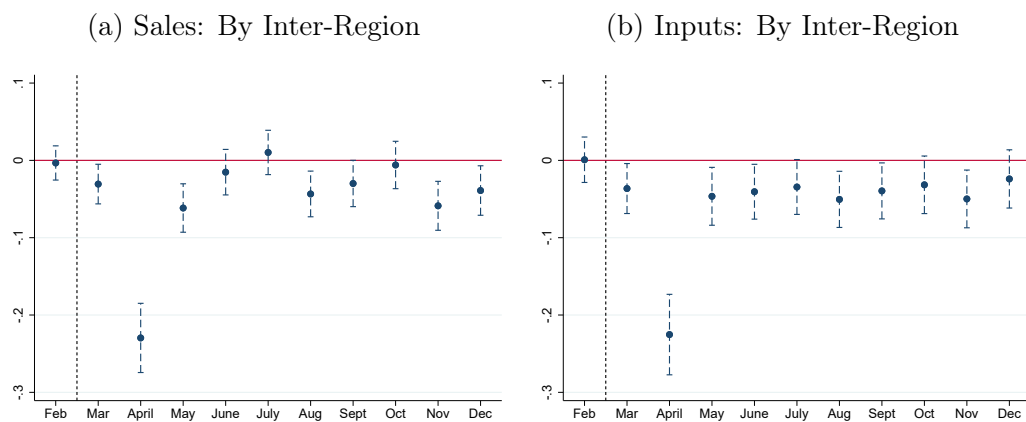 (a) Sales: By Inter-Region
.1
0
-.1
-.2
-.3
Feb Mar April May June July Aug Sept Oct Nov Dec
(b) Inputs: By Inter-Region
.1
0
-.1
-.2
-.3
Feb Mar April May June July Aug Sept Oct Nov Dec